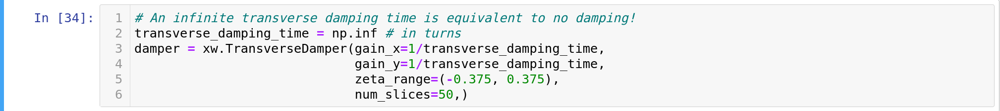 In [34]:
1 # An infinite transverse damping time is equivalent to no damping!
2 transverse_damping_time = np.inf # in turns
3 damper = xw.TransverseDamper(gain_x=1/transverse_damping_time,
4                              gain_y=1/transverse_damping_time,
5                              zeta_range=(-0.375, 0.375),
6                              num_slices=50,)